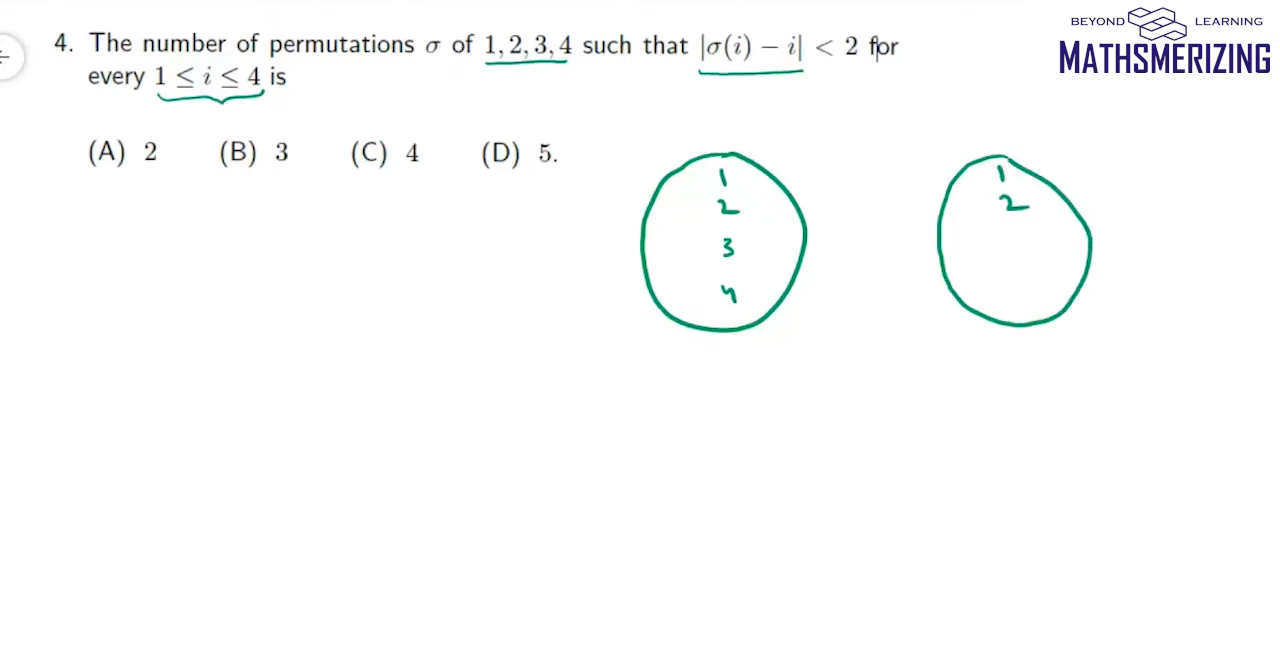 BEYOND LEARNING
MATHSMERIZING
4. The number of permutations σ of 1, 2, 3, 4 such that |σ(i) − i| < 2 for
every 1 ≤ i ≤ 4 is
(A) 2 (B) 3 (C) 4 (D) 5.
1 1
2 2
3
4